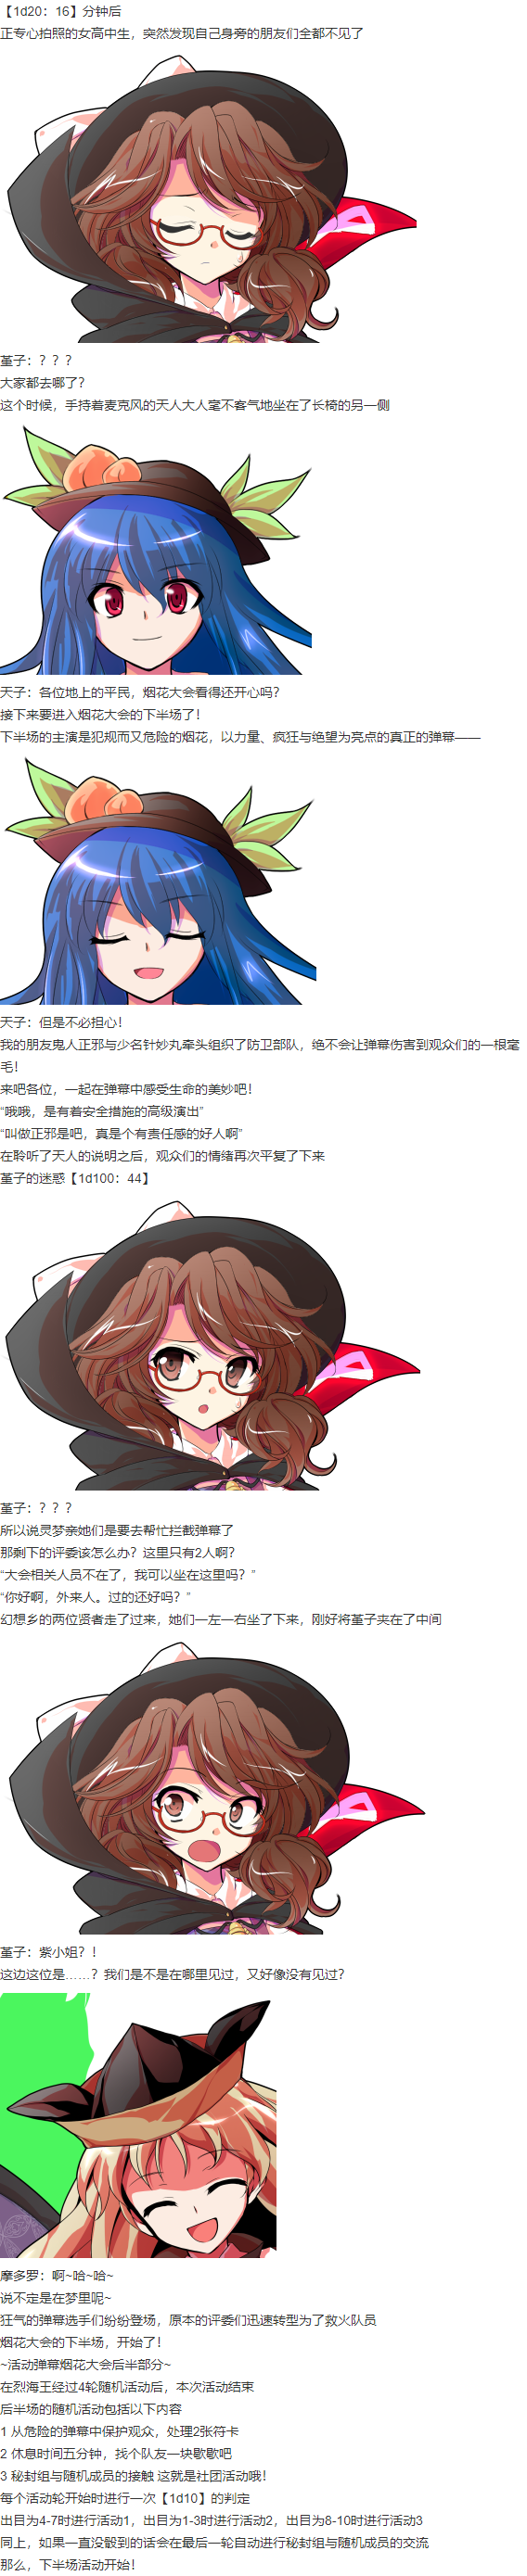 【1d20：16】分钟后
正专心拍照的女高中生，突然发现自己身旁的朋友们全都不见了
堇子：？？？
大家都去哪了？
这个时候，手持着麦克风的天人大人毫不客气地坐在了长椅的另一侧
天子：各位地上的平民，烟花大会看得还开心吗？
接下来要进入烟花大会的下半场了！
下半场的主演是犯规而又危险的烟花，以力量、疯狂与绝望为亮点的真正的弹幕——
天子：但是不必担心！
我的朋友鬼人正邪与少名针妙丸牵头组织了防卫部队，绝不会让弹幕伤害到观众们的一根毫
毛！
来吧各位，一起在弹幕中感受生命的美妙吧！
“哦哦，是有着安全措施的高级演出”
“叫做正邪是吧，真是个有责任感的好人啊”
在聆听了天人的说明之后，观众们的情绪再次平复了下来
堇子的迷惑【1d100：44】
堇子：？？？
所以说灵梦亲她们是要去帮忙拦截弹幕了
那剩下的评委该怎么办？这里只有2人啊？
“大会相关人员不在了，我可以坐在这里吗？”
“你好啊，外来人。过的还好吗？”
幻想乡的两位贤者走了过来，她们一左一右坐了下来，刚好将堇子夹在了中间
堇子：紫小姐？！
这边这位是……？我们是不是在哪里见过，又好像没有见过？
摩多罗：啊~哈~哈~
说不定是在梦里呢~
狂气的弹幕选手们纷纷登场，原本的评委们迅速转型为了救火队员
烟花大会的下半场，开始了！
~活动弹幕烟花大会后半部分~
在烈海王经过4轮随机活动后，本次活动结束
后半场的随机活动包括以下内容
1 从危险的弹幕中保护观众，处理2张符卡
2 休息时间五分钟，找个队友一块歇歇吧
3 秘封组与随机成员的接触 这就是社团活动哦！
每个活动轮开始时进行一次【1d10】的判定
出目为4-7时进行活动1，出目为1-3时进行活动2，出目为8-10时进行活动3
同上，如果一直没骰到的话会在最后一轮自动进行秘封组与随机成员的交流
那么，下半场活动开始！